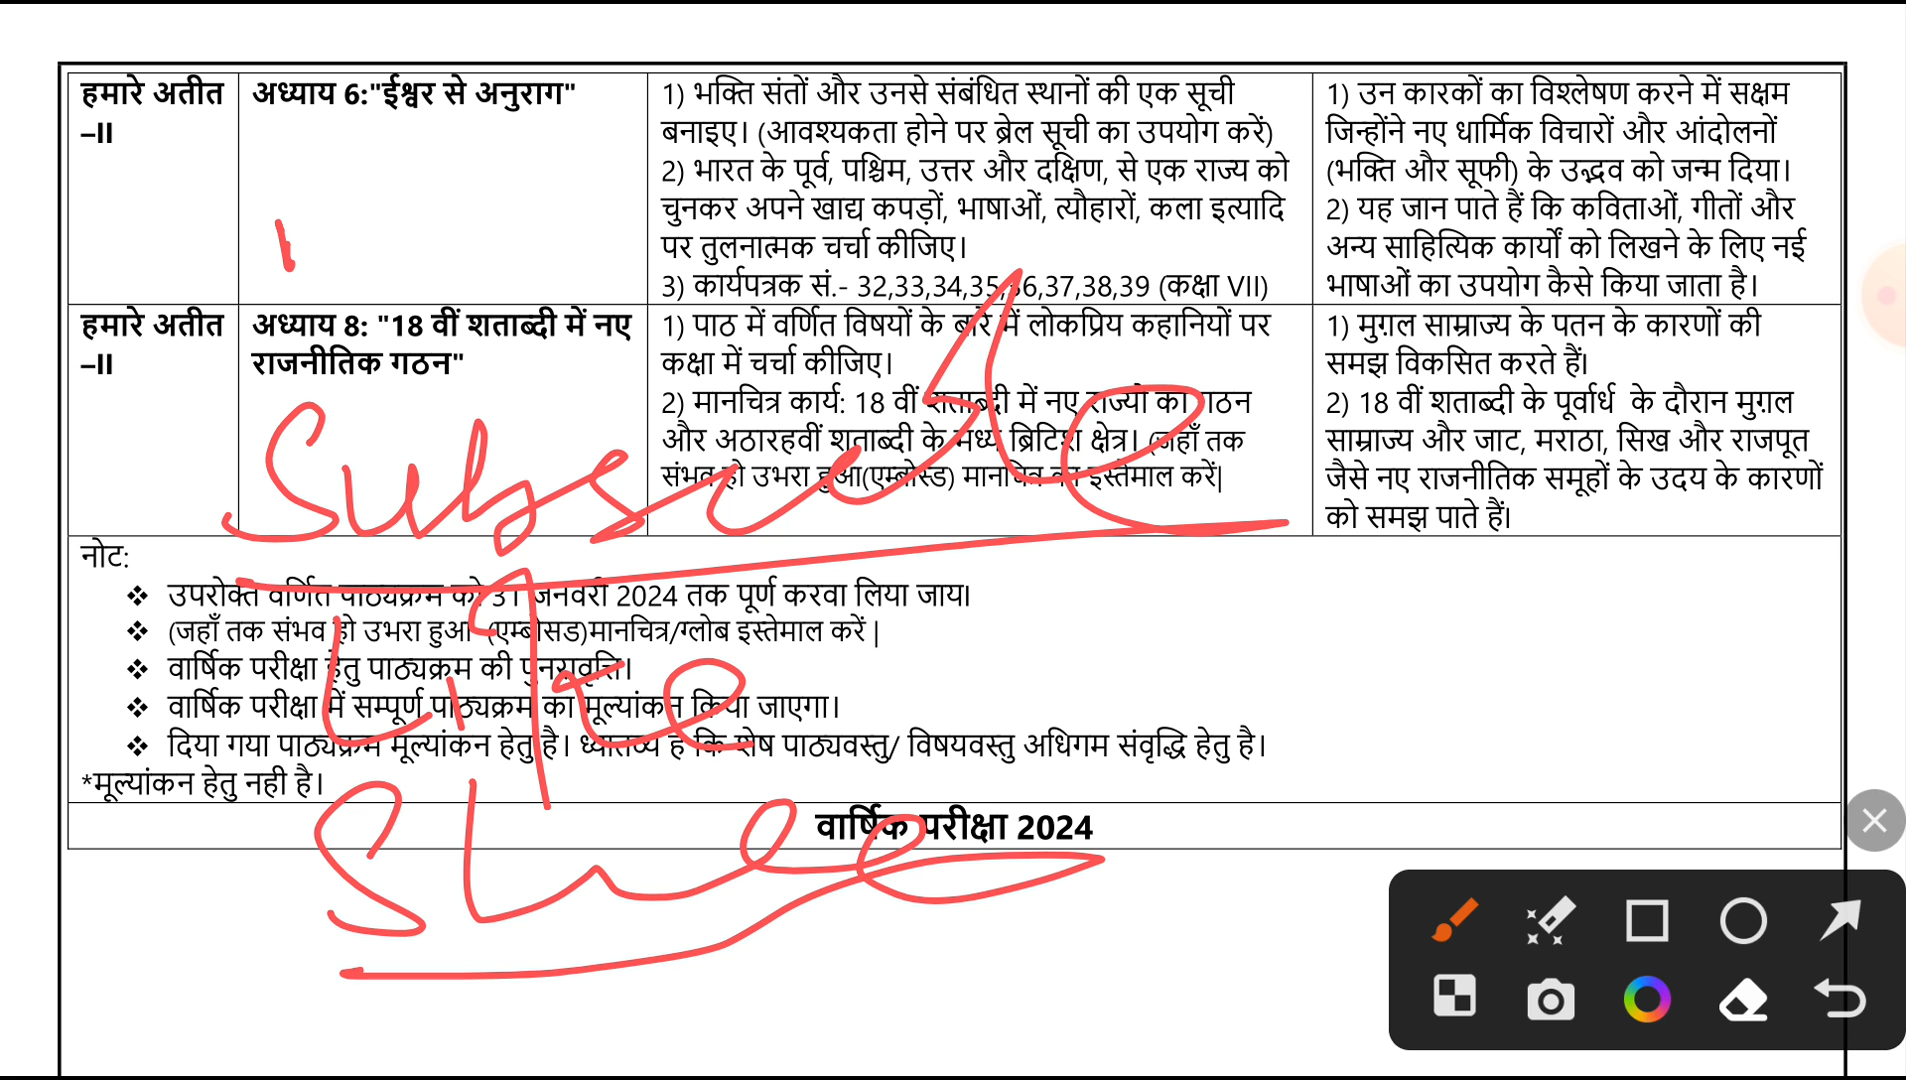 हमारे अतीत
–II
अध्याय 6:"ईश्वर से अनुराग"
1) भक्ति संतों और उनसे संबंधित स्थानों की एक सूची
बनाइए। (आवश्यकता होने पर ब्रेल सूची का उपयोग करें)
2) भारत के पूर्व, पश्चिम, उत्तर और दक्षिण, से एक राज्य को
चुनकर अपने खाद्य कपड़ों, भाषाओं, त्यौहारों, कला इत्यादि
पर तुलनात्मक चर्चा कीजिए।
3) कार्यपत्रक सं.- 32,33,34,35,36,37,38,39 (कक्षा VII)
1) उन कारकों का विश्लेषण करने में सक्षम
जिन्होंने नए धार्मिक विचारों और आंदोलनों
(भक्ति और सूफी) के उद्भव को जन्म दिया।
2) यह जान पाते हैं कि कविताओं, गीतों और
अन्य साहित्यिक कार्यों को लिखने के लिए नई
भाषाओं का उपयोग कैसे किया जाता है।
हमारे अतीत
–II
अध्याय 8: "18 वीं शताब्दी में नए
राजनीतिक गठन"
1) पाठ में वर्णित विषयों के बारे में लोकप्रिय कहानियों पर
कक्षा में चर्चा कीजिए।
2) मानचित्र कार्य: 18 वीं शताब्दी में नए राज्यों का गठन
और अठारहवीं शताब्दी के मध्य ब्रिटिश क्षेत्र। (जहाँ तक
संभव हो उभरा हुआ(एम्बोस्ड) मानचित्र का इस्तेमाल करें|
1) मुग़ल साम्राज्य के पतन के कारणों की
समझ विकसित करते हैं।
2) 18 वीं शताब्दी के पूर्वार्ध के दौरान मुग़ल
साम्राज्य और जाट, मराठा, सिख और राजपूत
जैसे नए राजनीतिक समूहों के उदय के कारणों
को समझ पाते हैं।
नोट:
❖ उपरोक्त वर्णित पाठ्यक्रम को 31 जनवरी 2024 तक पूर्ण करवा लिया जाय।
❖ (जहाँ तक संभव हो उभरा हुआ (एम्बोसड)मानचित्र/ग्लोब इस्तेमाल करें |
❖ वार्षिक परीक्षा हेतु पाठ्यक्रम की पुनरावृत्ति।
❖ वार्षिक परीक्षा में सम्पूर्ण पाठ्यक्रम का मूल्यांकन किया जाएगा।
❖ दिया गया पाठ्यक्रम मूल्यांकन हेतु है। ध्यातव्य है कि शेष पाठ्यवस्तु/ विषयवस्तु अधिगम संवृद्धि हेतु है।
*मूल्यांकन हेतु नही है।
वार्षिक परीक्षा 2024